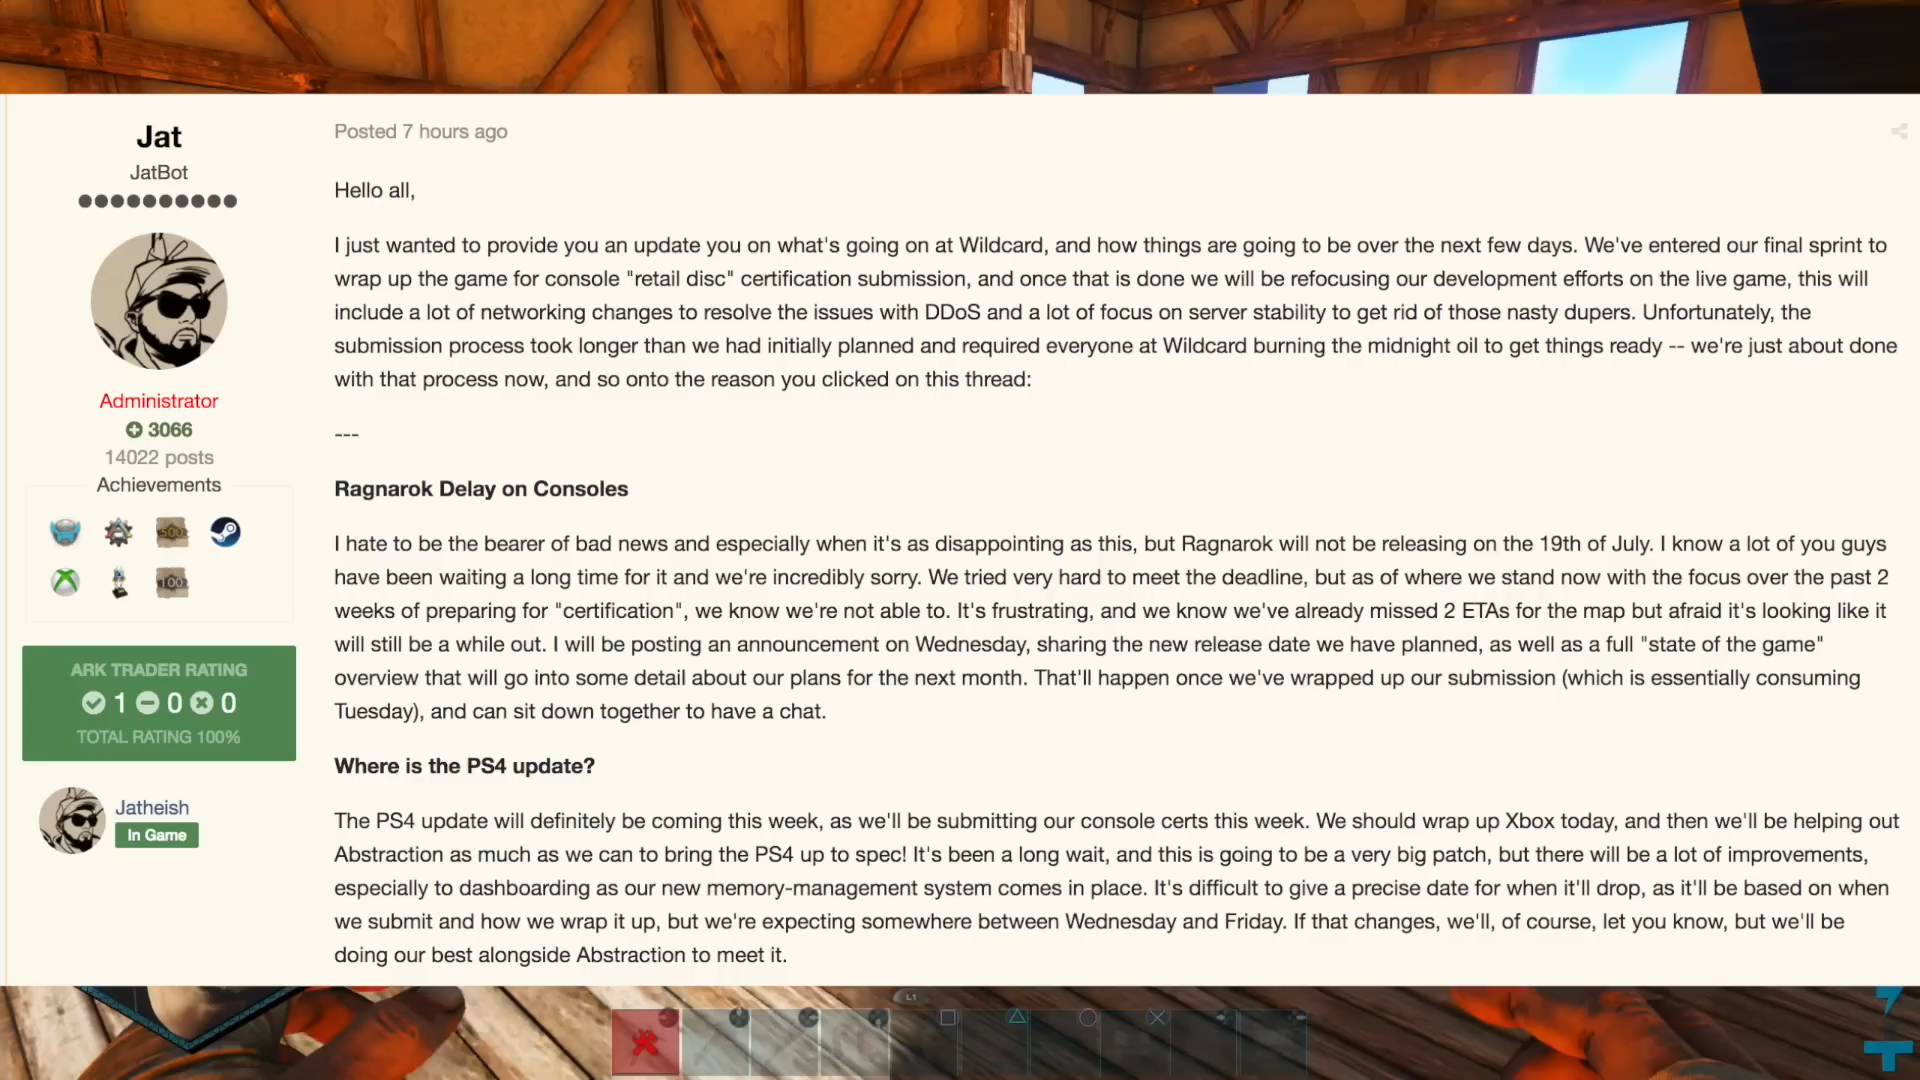 Jat
JatBot
Administrator
3066
14022 posts
Achievements
500
100
ARK TRADER RATING
1 0 0
TOTAL RATING 100%
Jatheish
In Game
Posted 7 hours ago
Hello all,
I just wanted to provide you an update you on what's going on at Wildcard, and how things are going to be over the next few days. We've entered our final sprint to
wrap up the game for console "retail disc" certification submission, and once that is done we will be refocusing our development efforts on the live game, this will
include a lot of networking changes to resolve the issues with DDoS and a lot of focus on server stability to get rid of those nasty dupers. Unfortunately, the
submission process took longer than we had initially planned and required everyone at Wildcard burning the midnight oil to get things ready -- we're just about done
with that process now, and so onto the reason you clicked on this thread:
---
Ragnarok Delay on Consoles
I hate to be the bearer of bad news and especially when it's as disappointing as this, but Ragnarok will not be releasing on the 19th of July. I know a lot of you guys
have been waiting a long time for it and we're incredibly sorry. We tried very hard to meet the deadline, but as of where we stand now with the focus over the past 2
weeks of preparing for "certification", we know we're not able to. It's frustrating, and we know we've already missed 2 ETAs for the map but afraid it's looking like it
will still be a while out. I will be posting an announcement on Wednesday, sharing the new release date we have planned, as well as a full "state of the game"
overview that will go into some detail about our plans for the next month. That'll happen once we've wrapped up our submission (which is essentially consuming
Tuesday), and can sit down together to have a chat.
Where is the PS4 update?
The PS4 update will definitely be coming this week, as we'll be submitting our console certs this week. We should wrap up Xbox today, and then we'll be helping out
Abstraction as much as we can to bring the PS4 up to spec! It's been a long wait, and this is going to be a very big patch, but there will be a lot of improvements,
especially to dashboarding as our new memory-management system comes in place. It's difficult to give a precise date for when it'll drop, as it'll be based on when
we submit and how we wrap it up, but we're expecting somewhere between Wednesday and Friday. If that changes, we'll, of course, let you know, but we'll be
doing our best alongside Abstraction to meet it.
L1